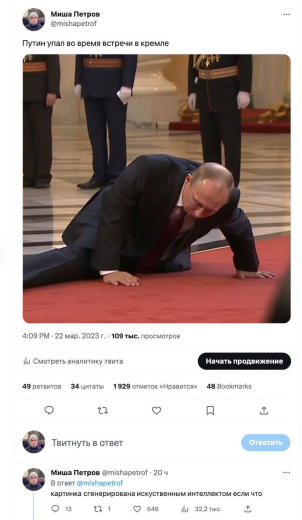 Миша Петров
@mishapetrof
Путин упал во время встречи в кремле
4:09 PM · 22 мар. 2023 г. · 109 тыс. просмотров
Смотреть аналитику твита
Начать продвижение
49 ретвитов 34 цитаты 1 929 отметок «Нравится» 48 Bookmarks
Твитнуть в ответ
Ответить
Миша Петров @mishapetrof · 20 ч
В ответ @mishapetrof
картинка сгенерирована искуственным интеллектом если что
13 1 646 32,2 тыс.